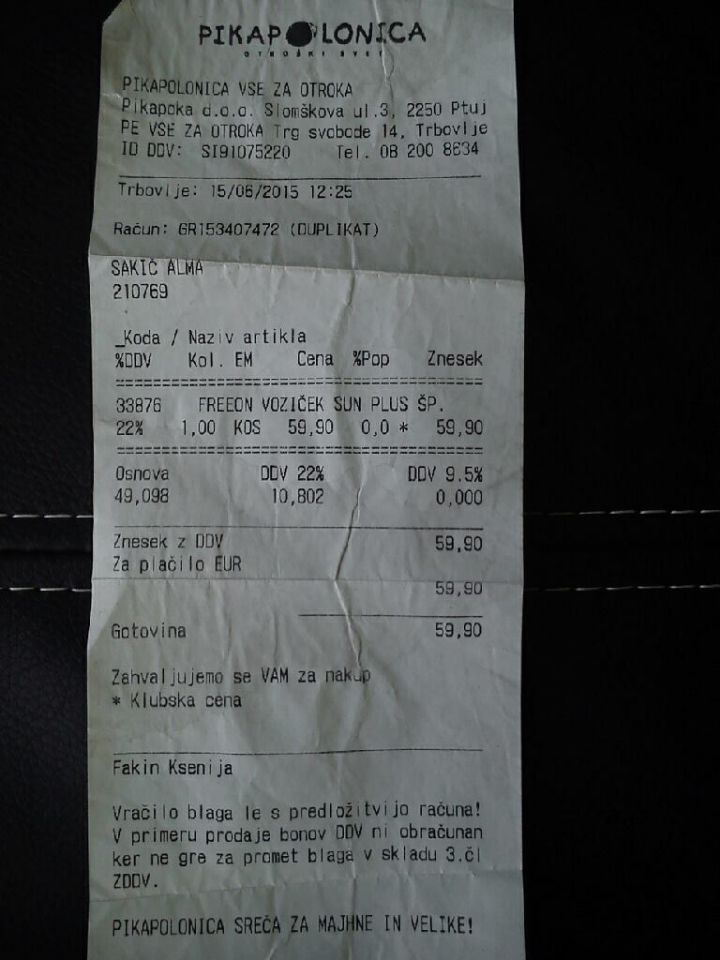 PIKAPOLONICA
OTROŠKI SVET
PIKAPOLONICA VSE ZA OTROKA
Pikapoka d.o.o. Slomškova ul.3, 2250 Ptuj
PE VSE ZA OTROKA Trg svobode 14, Trbovlje
ID DDV: SI91075220 Tel. 08 200 8634
Trbovlje: 15/06/2015 12:25
Račun: GR153407472 (DUPLIKAT)
SAKIČ ALMA
210769
_Koda / Naziv artikla
%DDV Kol. EM Cena %Pop Znesek
33876 FREEON VOZIČEK SUN PLUS ŠP.
22% 1,00 KOS 59,90 0,0 * 59,90
Osnova DDV 22% DDV 9.5%
49,098 10,802 0,000
Znesek z DDV 59,90
Za plačilo EUR
59,90
Gotovina 59,90
Zahvaljujemo se VAM za nakup
* Klubska cena
Fakin Ksenija
Vračilo blaga le s predložitvijo računa!
V primeru prodaje bonov DDV ni obračunan
ker ne gre za promet blaga v skladu 3.čl
ZDDV.
PIKAPOLONICA SREČA ZA MAJHNE IN VELIKE!